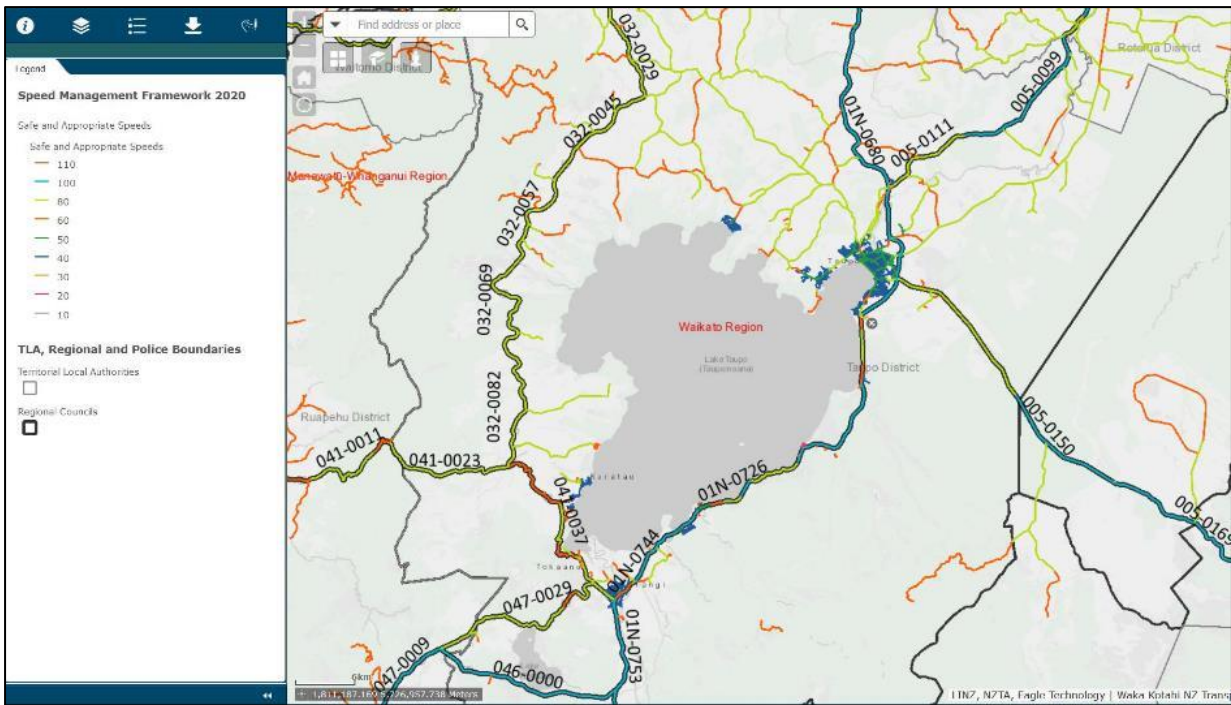 Find address or place
Legend
Speed Management Framework 2020
Safe and Appropriate Speeds
Safe and Appropriate Speeds
110
100
80
60
50
40
30
20
10
TLA, Regional and Police Boundaries
Territorial Local Authorities
Regional Councils
Waitomo District
Rotorua District
032-0029
005-0099
032-0045
01N-0680
005-0111
Manawatū-Whanganui Region
032-0057
032-0069
Waikato Region
Lake Taupo
(Taupomoana)
Taupo District
032-0082
Ruapehu District
041-0011
041-0023
005-0150
01N-0726
Kuratau
041-0037
005-0169
01N-0744
Tokaanu
047-0029
01N-0753
047-0009
046-0000
6km
LINZ, NZTA, Eagle Technology | Waka Kotahi NZ Transp